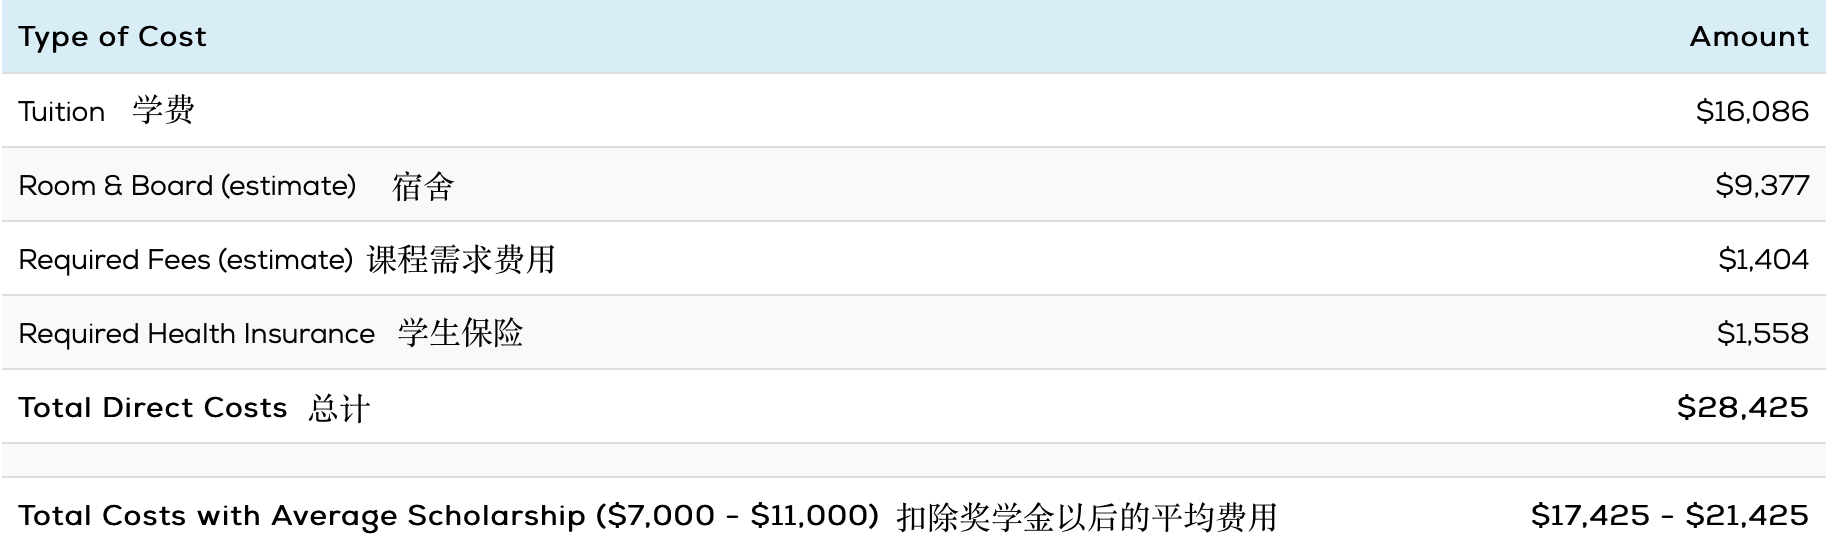 Type of Cost Amount
Tuition 学费 $16,086
Room & Board (estimate) 宿舍 $9,377
Required Fees (estimate) 课程需求费用 $1,404
Required Health Insurance 学生保险 $1,558
Total Direct Costs 总计 $28,425
Total Costs with Average Scholarship ($7,000 - $11,000) 扣除奖学金以后的平均费用 $17,425 - $21,425